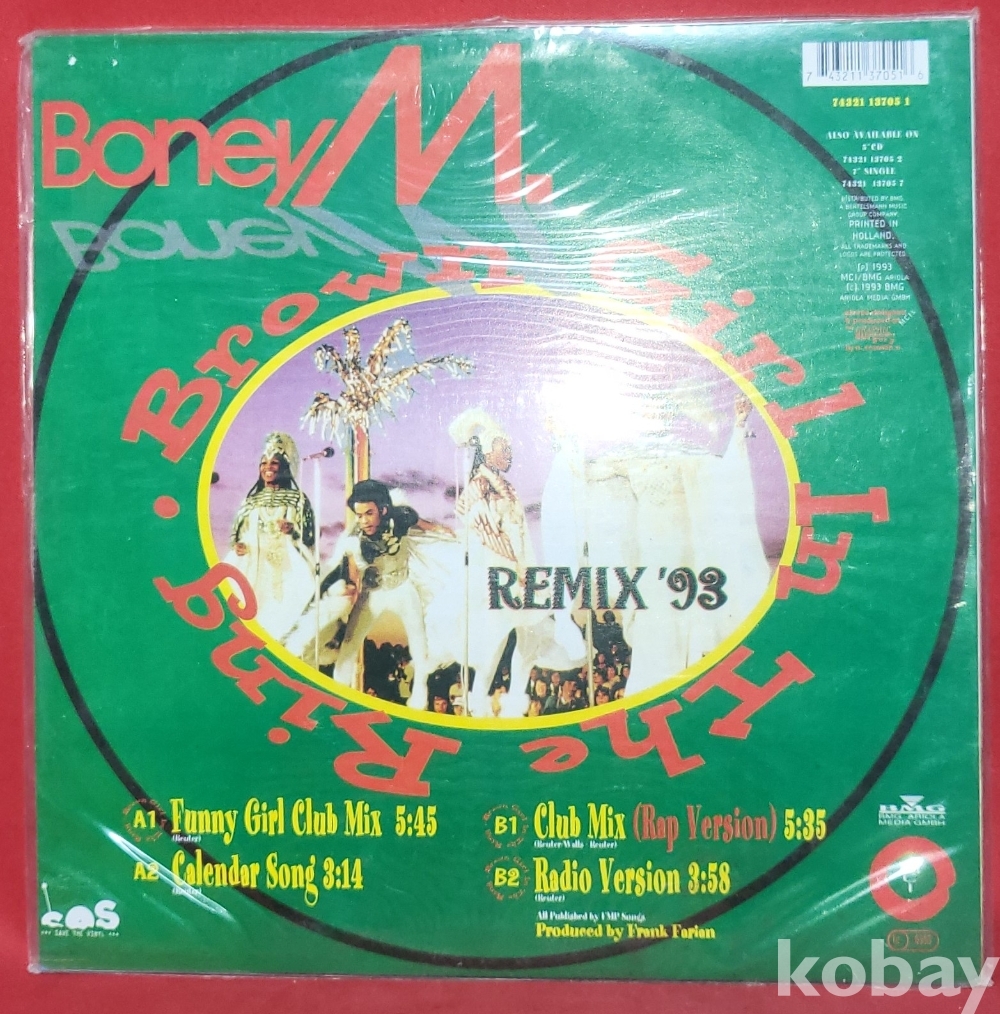 Boney M.
Boney M.
Brown Girl In The Ring •
REMIX '93
7 43211 37051 6
74321 13705 1
ALSO AVAILABLE ON
5" CD
74321 13705 2
7" SINGLE
74321 13705 7
DISTRIBUTED BY BMG.
A BERTELSMANN MUSIC
GROUP COMPANY
PRINTED IN
HOLLAND.
ALL TRADEMARKS AND
LOGOS ARE PROTECTED
(p) 1993
MCI/BMG ARIOLA
(c) 1993 BMG
ARIOLA MEDIA GMBH
A1 Funny Girl Club Mix 5:45
(Reuter)
A2 Calendar Song 3:14
(Reuter)
B1 Club Mix (Rap Version) 5:35
(Reuter/Walls - Reuter)
B2 Radio Version 3:58
(Reuter)
All Published by FMP Songs
Produced by Frank Farian
BMG
BMG ARIOLA
MEDIA GMBH
SAVE THE VINYL
kobay